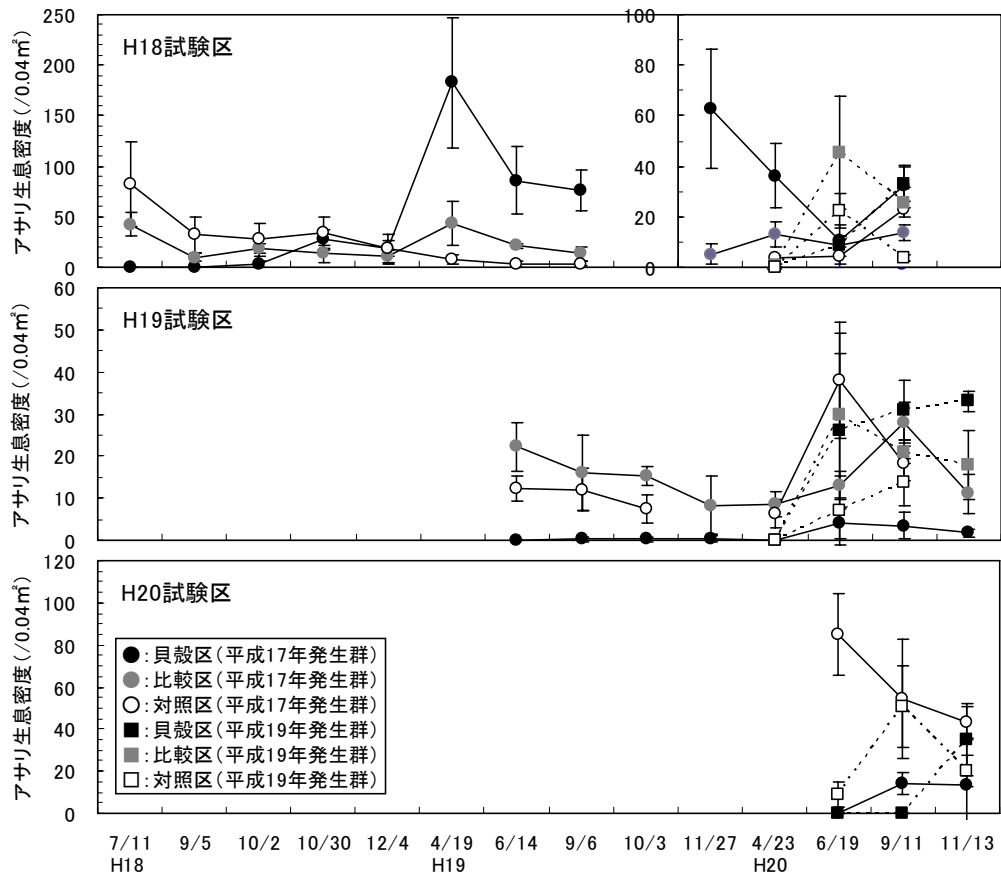 250
200
150
100
50
0
アサリ生息密度(/0.04㎡)
H18試験区
100
80
60
40
20
0
60
50
40
30
20
10
0
アサリ生息密度(/0.04㎡)
H19試験区
120
100
80
60
40
20
0
アサリ生息密度(/0.04㎡)
H20試験区
●:貝殻区(平成17年発生群)
●:比較区(平成17年発生群)
○:対照区(平成17年発生群)
■:貝殻区(平成19年発生群)
■:比較区(平成19年発生群)
□:対照区(平成19年発生群)
7/11 9/5 10/2 10/30 12/4 4/19 6/14 9/6 10/3 11/27 4/23 6/19 9/11 11/13
H18 H19 H20